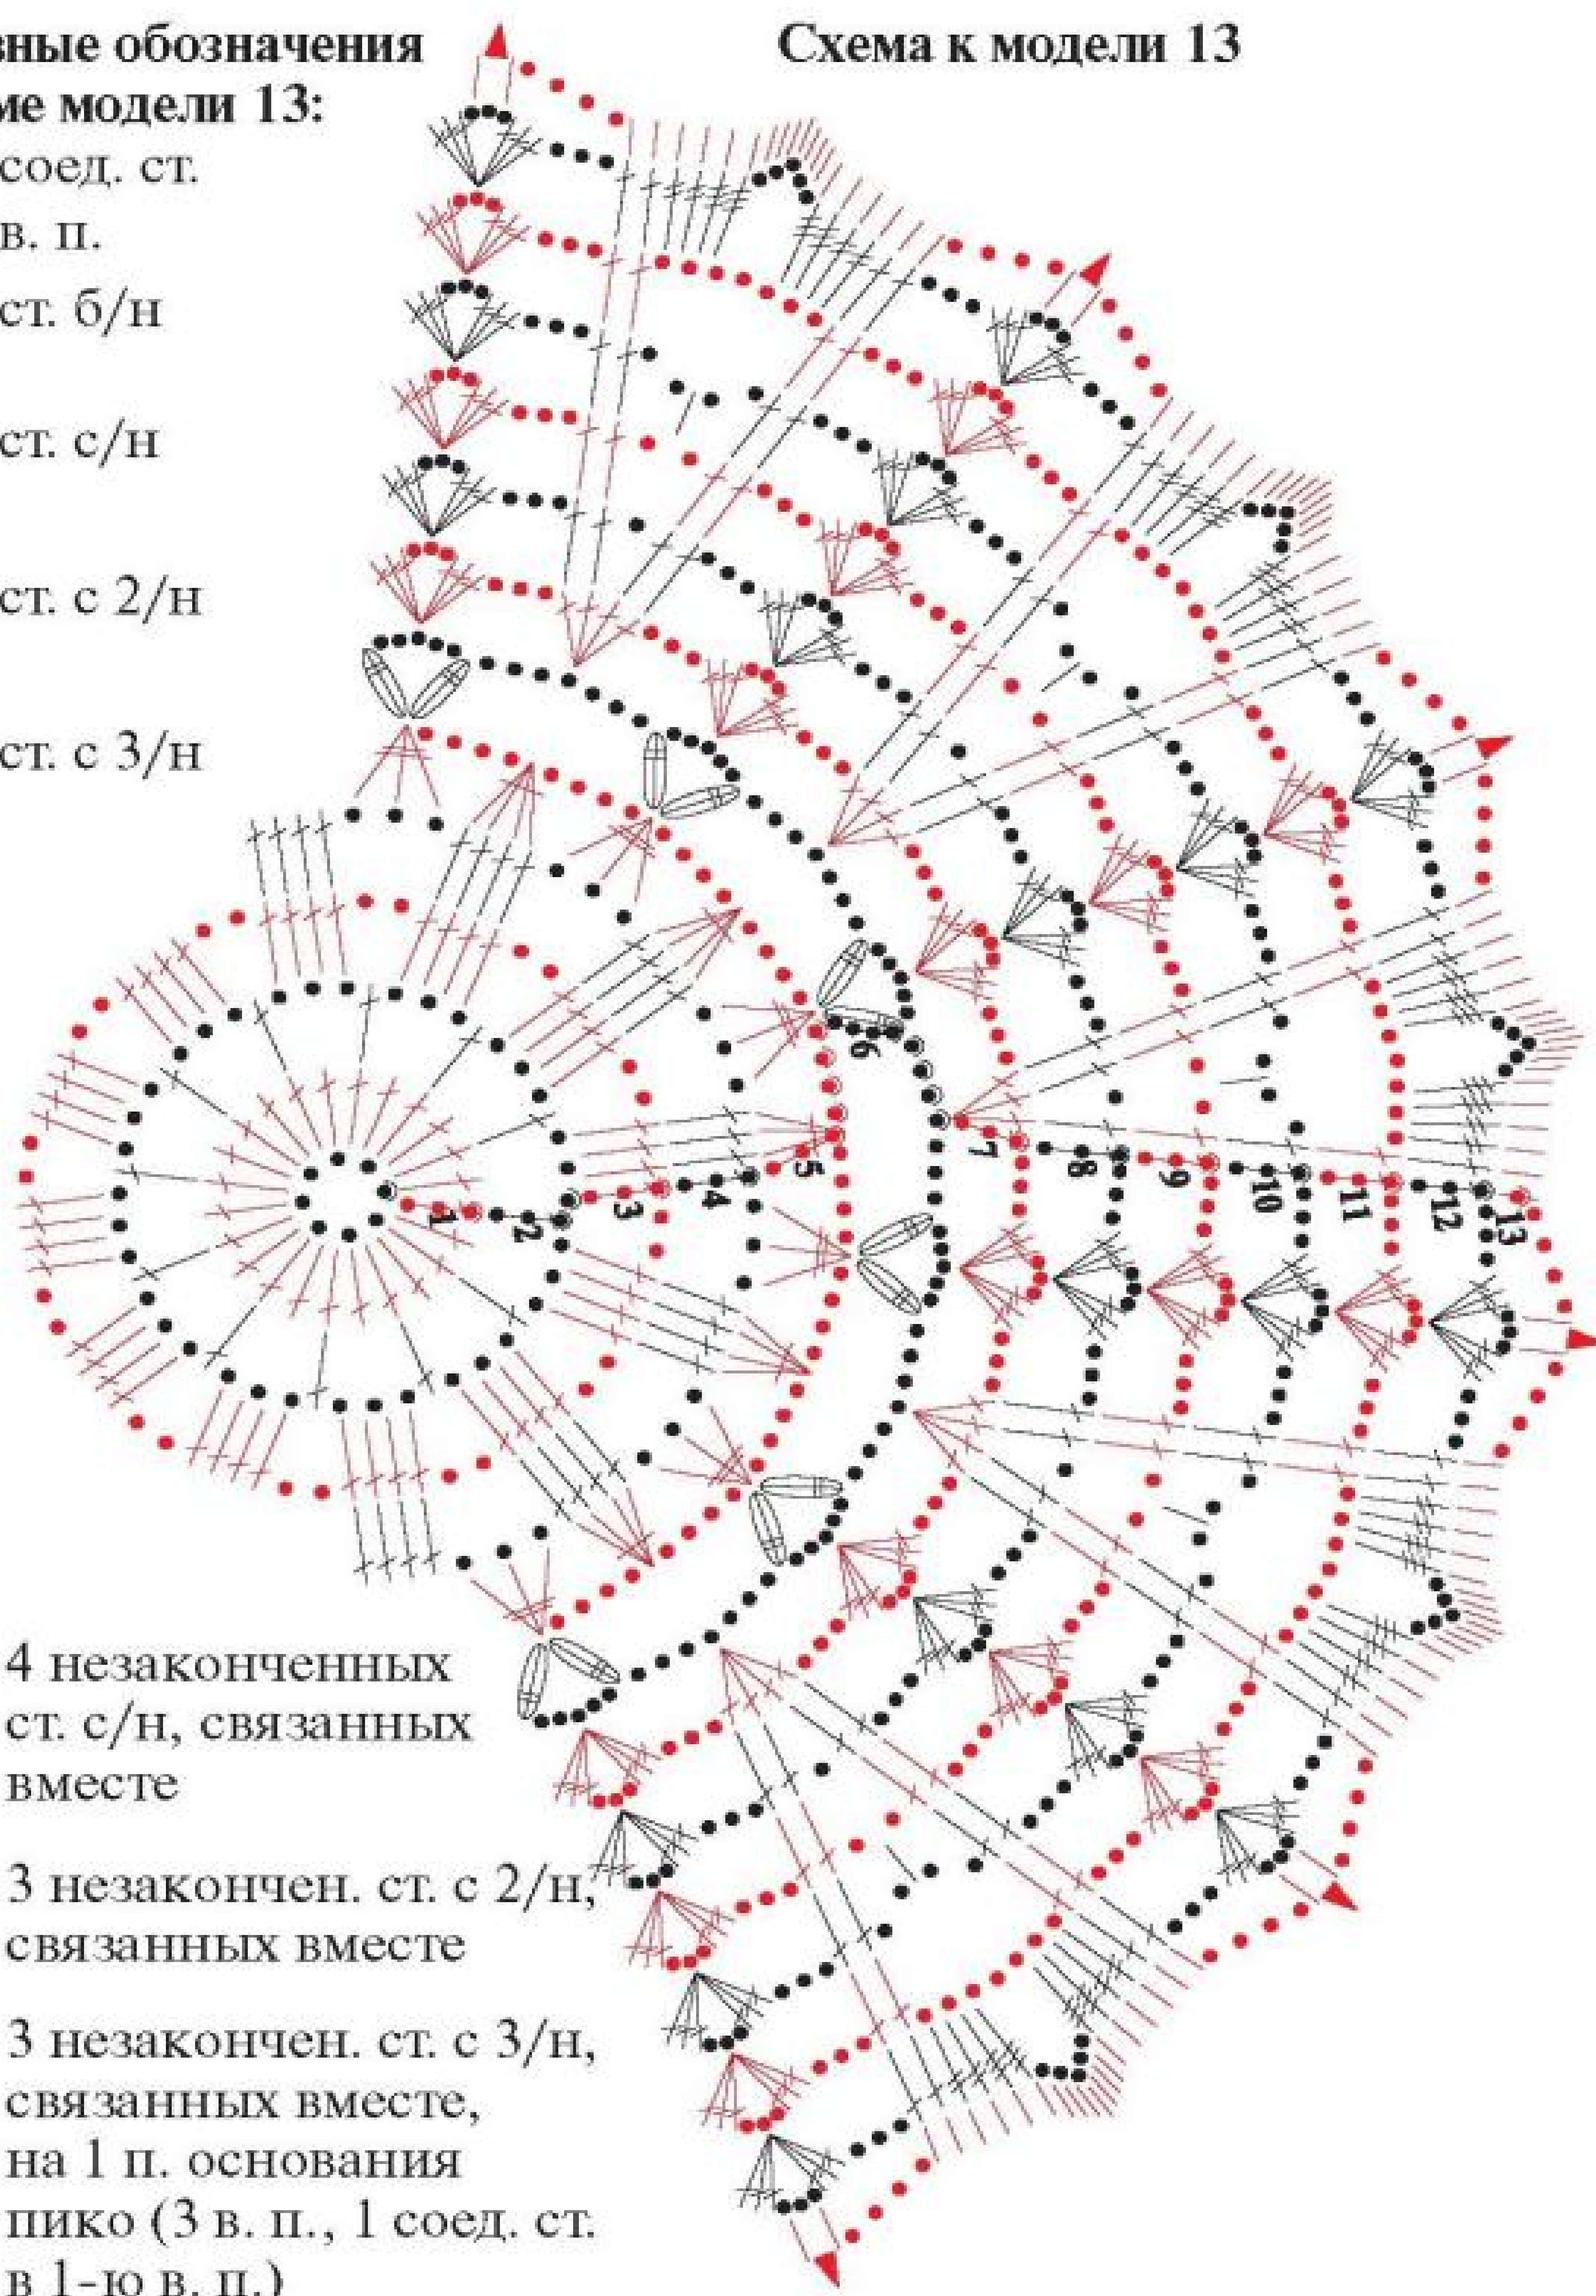 вные обозначения
ме модели 13:
соед. ст.
в. п.
ст. б/н
ст. с/н
ст. с 2/н
ст. с 3/н
Схема к модели 13
1
2
3
4
5
6
7
8
9
10
11
12
13
4 незаконченных
ст. с/н, связанных
вместе
3 незакончен. ст. с 2/н,
связанных вместе
3 незакончен. ст. с 3/н,
связанных вместе,
на 1 п. основания
пико (3 в. п., 1 соед. ст.
в 1-ю в. п.)